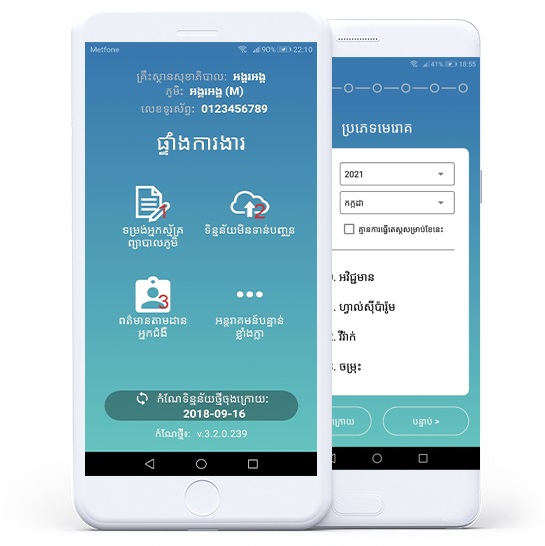 Metfone
90%
22:10
គ្រឹះស្ថានសុខាភិបាល: អង្គរអង្គ
ភូមិ: អង្គរអង្គ (M)
លេខទូរស័ព្ទ: 0123456789
ផ្ទាំងការងារ
1
ទម្រង់អ្នកស្ម័គ្រ
ព្យាបាលភូមិ
2
ទិន្នន័យមិនទាន់បញ្ជូន
3
ពត៌មានតាមដាន
អ្នកជំងឺ
អន្តរាគមន៍បន្ទាន់
ខ្លាំងក្លា
កំណែទិន្នន័យថ្មីចុងក្រោយ:
2018-09-16
កំណែថ្មី៖ v.3.2.0.239
41%
18:55
ប្រភេទមេរោគ
2021
កក្កដា
គ្មានការធ្វើតេស្តសម្រាប់ខែនេះ
. អវិជ្ជមាន
. ហ្វាល់ស៊ីប៉ារ៉ូម
. វីវ៉ាក់
. ចម្រុះ
ក្រោយ
បន្ទាប់ >